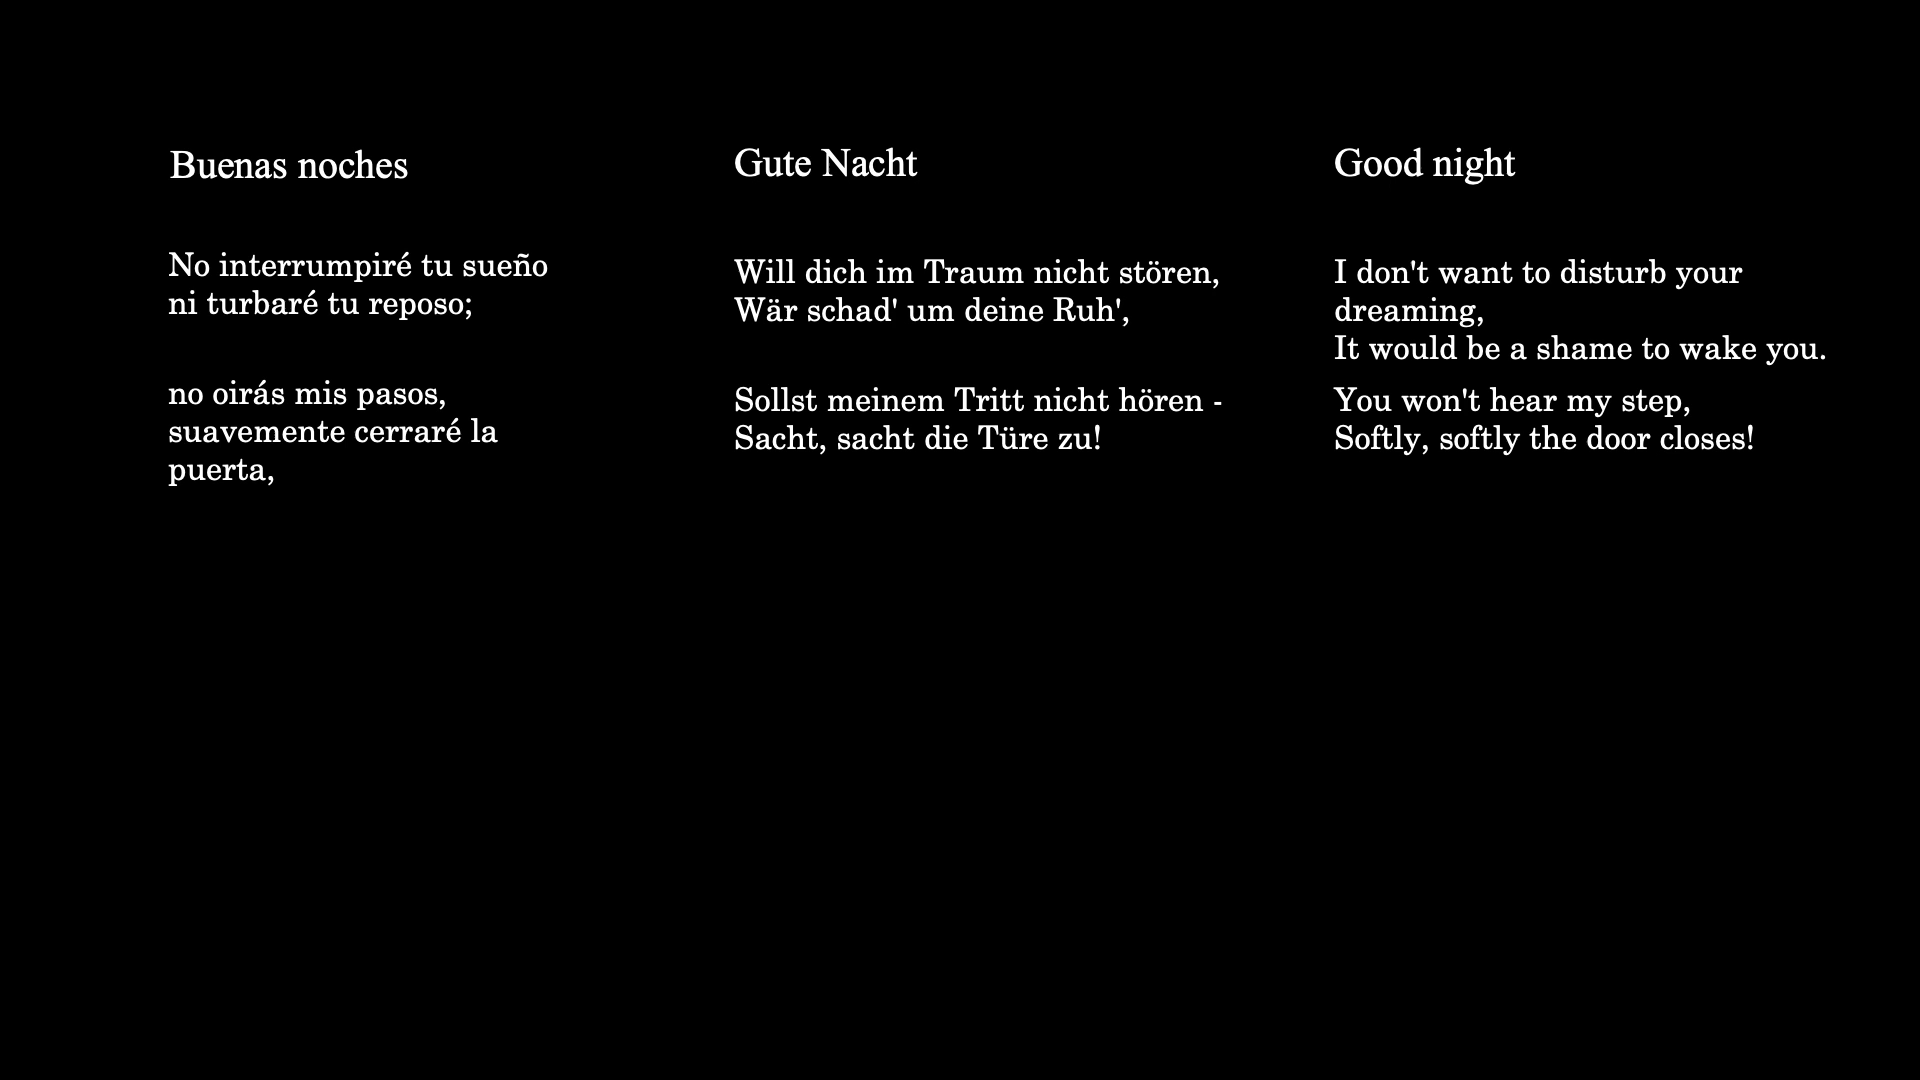 Buenas noches
No interrumpiré tu sueño
ni turbaré tu reposo;
no oirás mis pasos,
suavemente cerraré la
puerta,
Gute Nacht
Will dich im Traum nicht stören,
Wär schad' um deine Ruh',
Sollst meinem Tritt nicht hören -
Sacht, sacht die Türe zu!
Good night
I don't want to disturb your
dreaming,
It would be a shame to wake you.
You won't hear my step,
Softly, softly the door closes!